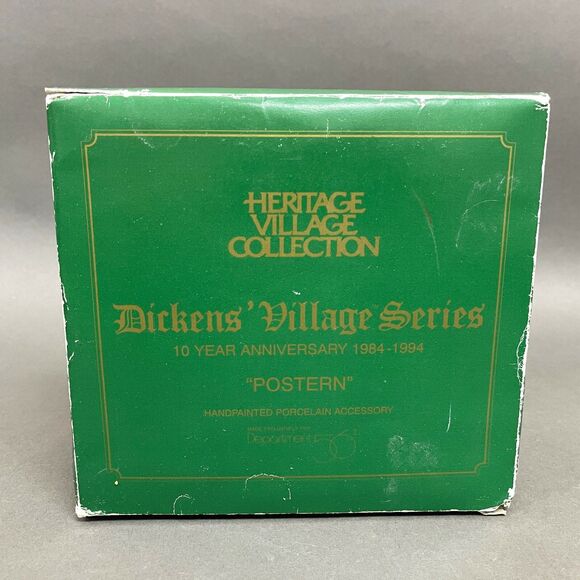 HERITAGE
VILLAGE
COLLECTION
Dickens' Village Series
10 YEAR ANNIVERSARY 1984-1994
"POSTERN"
HANDPAINTED PORCELAIN ACCESSORY
Department 56